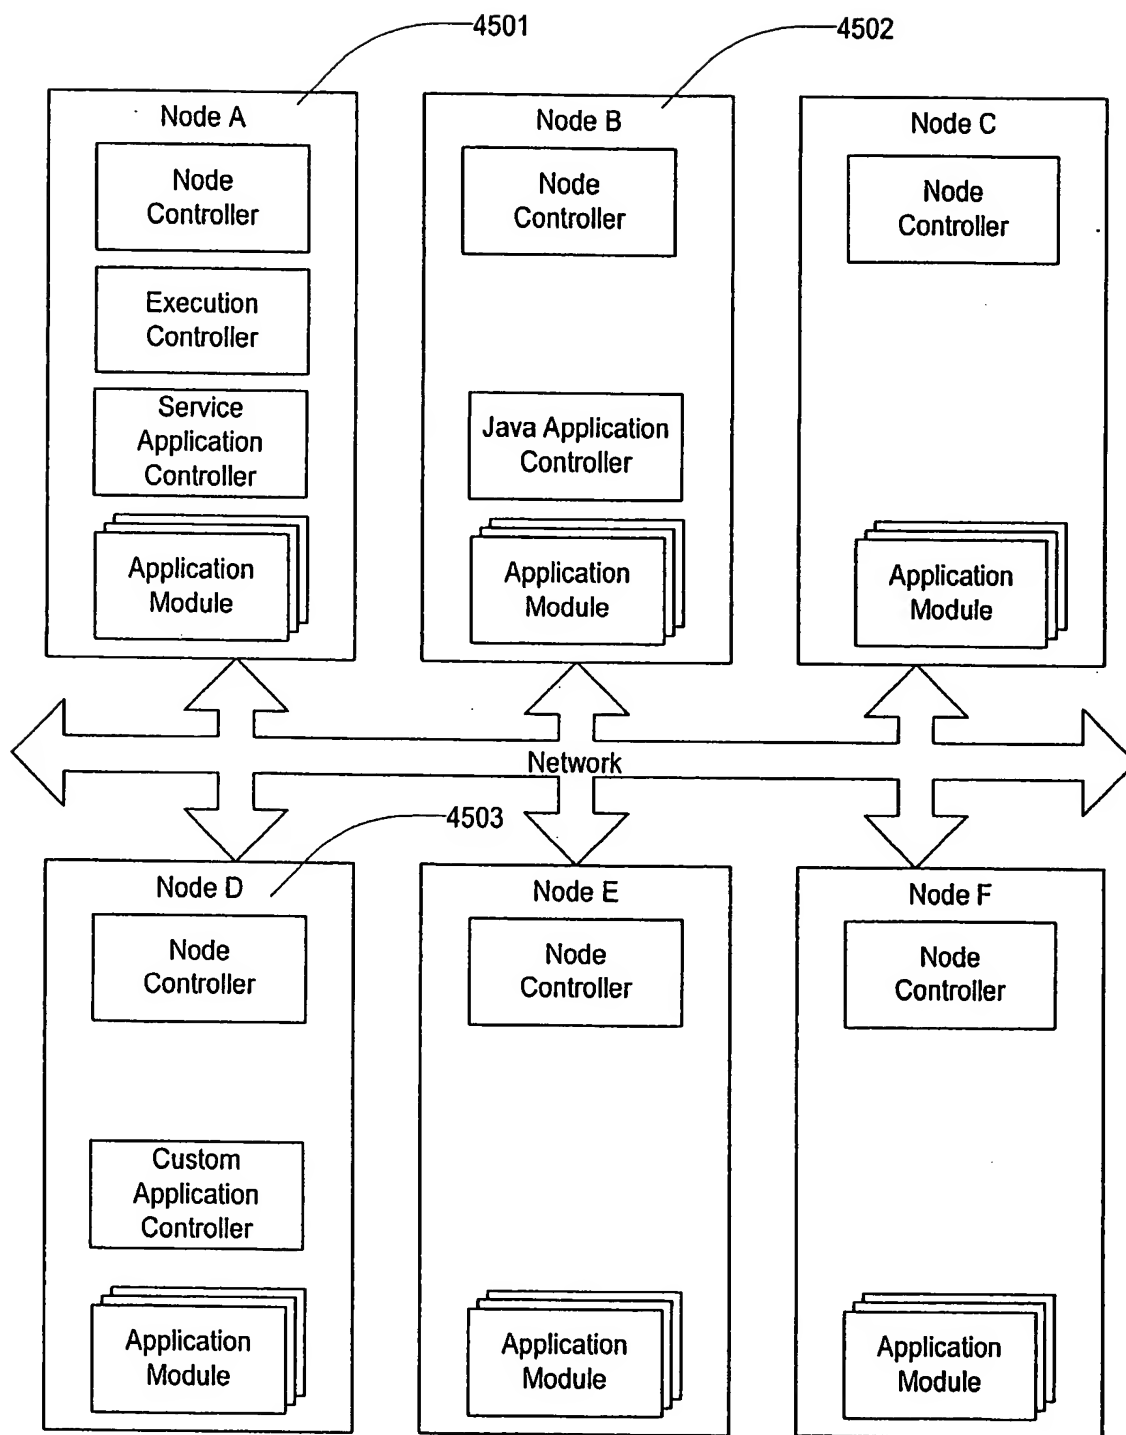 4501
4502
Node A
Node
Controller
Execution
Controller
Service
Application
Controller
Application
Module
Node B
Node
Controller
Java Application
Controller
Application
Module
Node C
Node
Controller
Application
Module
Network
4503
Node D
Node
Controller
Custom
Application
Controller
Application
Module
Node E
Node
Controller
Application
Module
Node F
Node
Controller
Application
Module